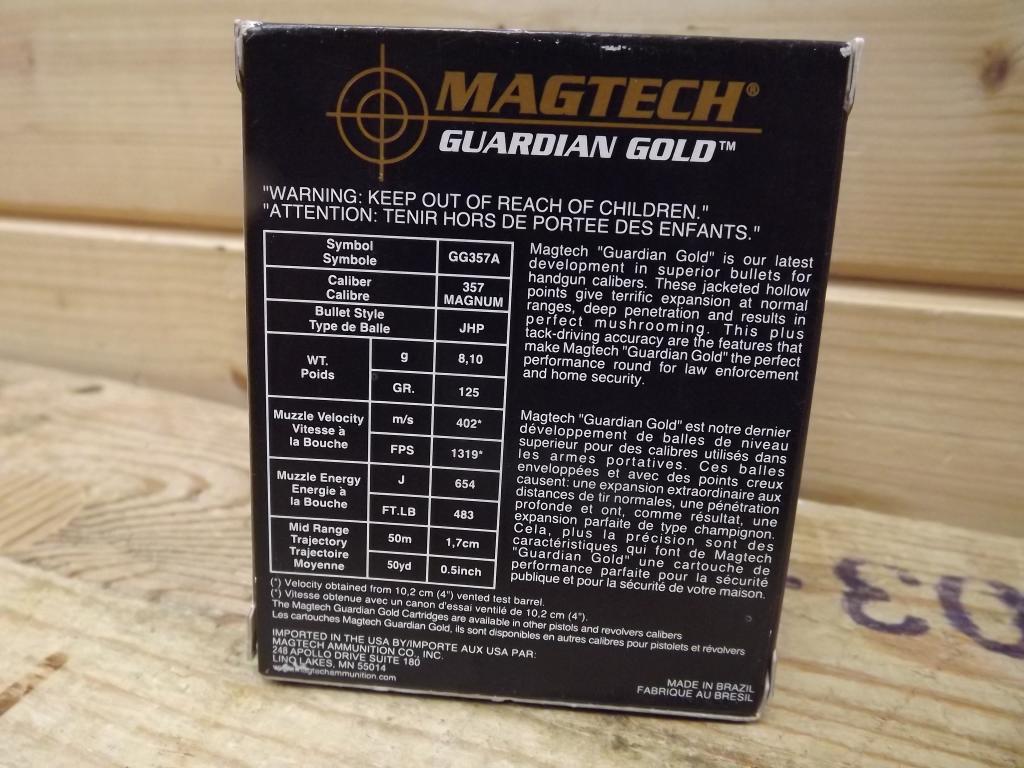 MAGTECH®
GUARDIAN GOLD™
"WARNING: KEEP OUT OF REACH OF CHILDREN."
"ATTENTION: TENIR HORS DE PORTEE DES ENFANTS."
Symbol
Symbole
GG357A
Caliber
Calibre
357
MAGNUM
Bullet Style
Type de Balle
JHP
WT.
Poids
g
8,10
GR.
125
Muzzle Velocity
Vitesse à
la Bouche
m/s
402*
FPS
1319*
Muzzle Energy
Energie à
la Bouche
J
654
FT.LB
483
Mid Range
Trajectory
Trajectoire
Moyenne
50m
1,7cm
50yd
0.5inch
Magtech "Guardian Gold" is our latest
development in superior bullets for
handgun calibers. These jacketed hollow
points give terrific expansion at normal
ranges, deep penetration and results in
perfect mushrooming. This plus
tack-driving accuracy are the features that
make Magtech "Guardian Gold" the perfect
performance round for law enforcement
and home security.
Magtech "Guardian Gold" est notre dernier
développement de balles de niveau
superieur pour des calibres utilisés dans
les armes portatives. Ces balles
enveloppées et avec des points creux
causent: une expansion extraordinaire aux
distances de tir normales, une pénétration
profonde et ont, comme résultat, une
expansion parfaite de type champignon.
Cela, plus la précision sont des
caractéristiques qui font de Magtech
"Guardian Gold" une cartouche de
performance parfaite pour la sécurité
publique et pour la sécurité de votre maison.
(*) Velocity obtained from 10,2 cm (4") vented test barrel.
(*) Vitesse obtenue avec un canon d'essai ventilé de 10,2 cm (4").
The Magtech Guardian Gold Cartridges are available in other pistols and revolvers calibers
Les cartouches Magtech Guardian Gold, ils sont disponibles en autres calibres pour pistolets et révolvers
IMPORTED IN THE USA BY/IMPORTE AUX USA PAR:
MAGTECH AMMUNITION CO., INC.
248 APOLLO DRIVE SUITE 180
LINO LAKES, MN 55014
www.magtechammunition.com
MADE IN BRAZIL
FABRIQUE AU BRESIL